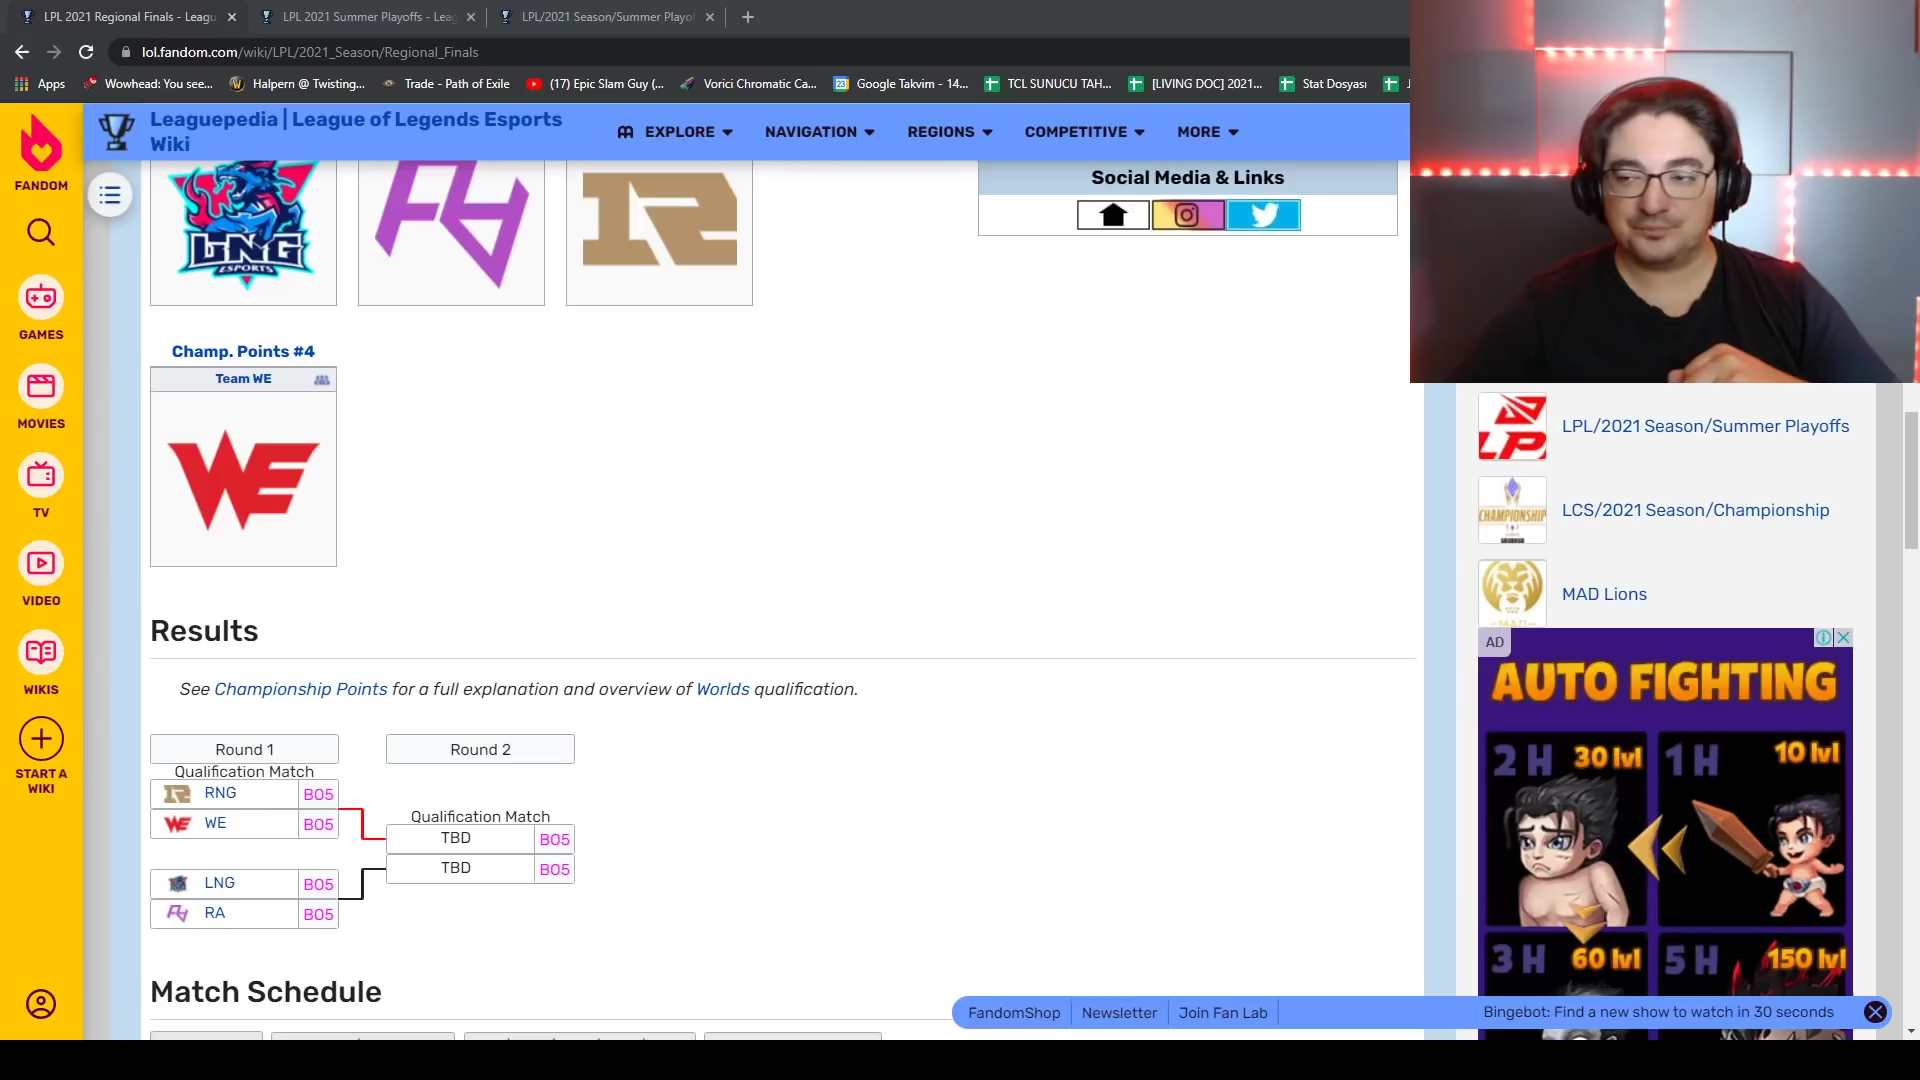 LPL 2021 Regional Finals - Leagu
LPL 2021 Summer Playoffs - Leag
LPL/2021 Season/Summer Playof
lol.fandom.com/wiki/LPL/2021_Season/Regional_Finals
Apps
Wowhead: You see...
Halpern @ Twisting...
Trade - Path of Exile
(17) Epic Slam Guy (...
Vorici Chromatic Ca...
Google Takvim - 14...
TCL SUNUCU TAH...
[LIVING DOC] 2021...
Stat Dosyası
Leaguepedia | League of Legends Esports
Wiki
EXPLORE
NAVIGATION
REGIONS
COMPETITIVE
MORE
FANDOM
GAMES
MOVIES
TV
VIDEO
WIKIS
START A
WIKI
LNG
ESPORTS
Social Media & Links
Champ. Points #4
Team WE
WE
Results
See Championship Points for a full explanation and overview of Worlds qualification.
Round 1
Round 2
Qualification Match
RNG BO5
WE BO5
LNG BO5
RA BO5
Qualification Match
TBD BO5
TBD BO5
Match Schedule
LPL/2021 Season/Summer Playoffs
CHAMPIONSHIP
LCS/2021 Season/Championship
MAD
MAD Lions
AD
AUTO FIGHTING
2 H 30 lvl
1 H 10 lvl
3 H 60 lvl
5 H 150 lvl
FandomShop
Newsletter
Join Fan Lab
Bingebot: Find a new show to watch in 30 seconds